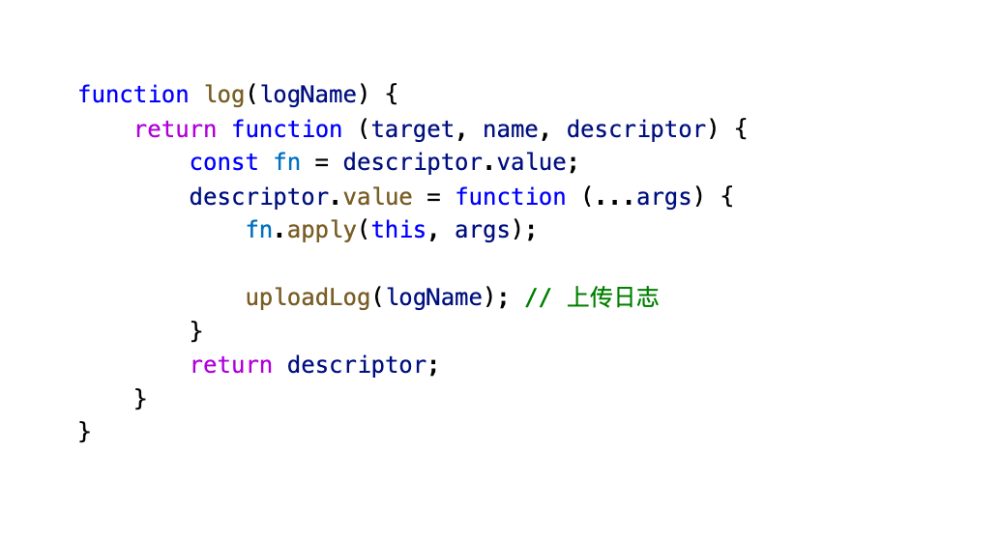 function log(logName) {
    return function (target, name, descriptor) {
        const fn = descriptor.value;
        descriptor.value = function (...args) {
            fn.apply(this, args);

            uploadLog(logName); // 上传日志
        }
        return descriptor;
    }
}